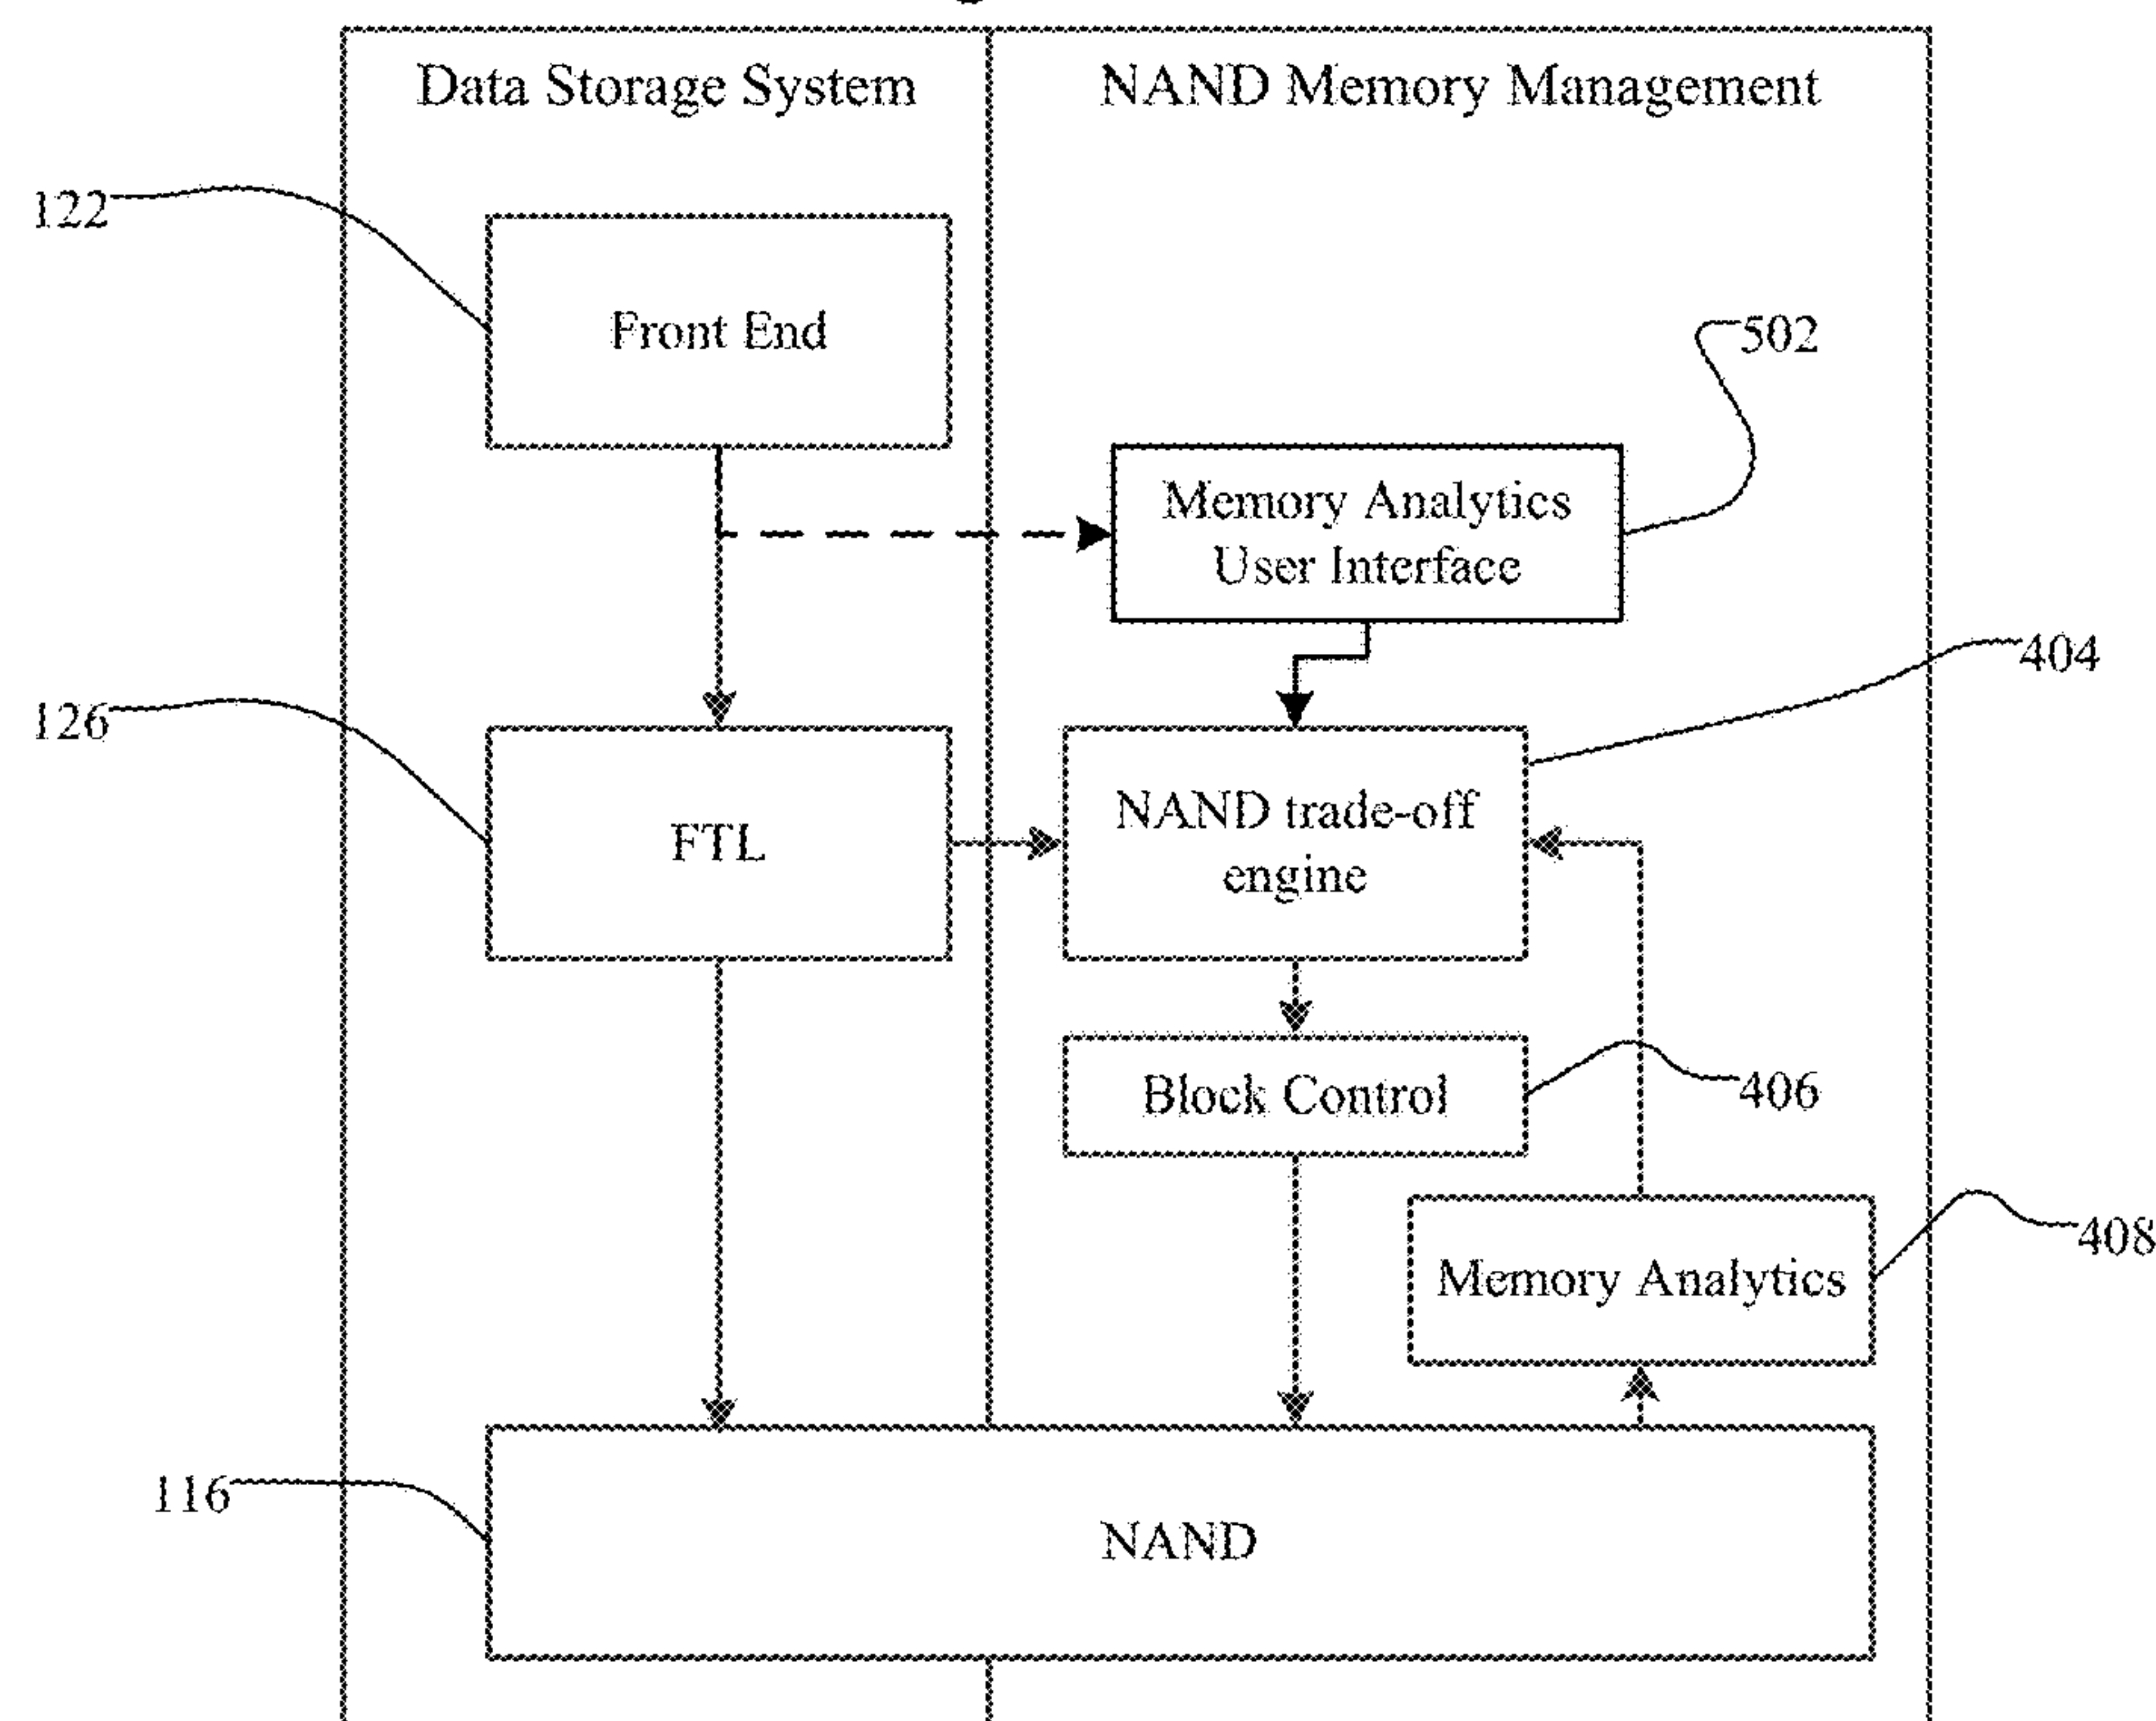 Data Storage System
NAND Memory Management
122
Front End
502
Memory Analytics
User Interface
404
126
FTL
NAND trade-off
engine
Block Control
406
408
Memory Analytics
116
NAND